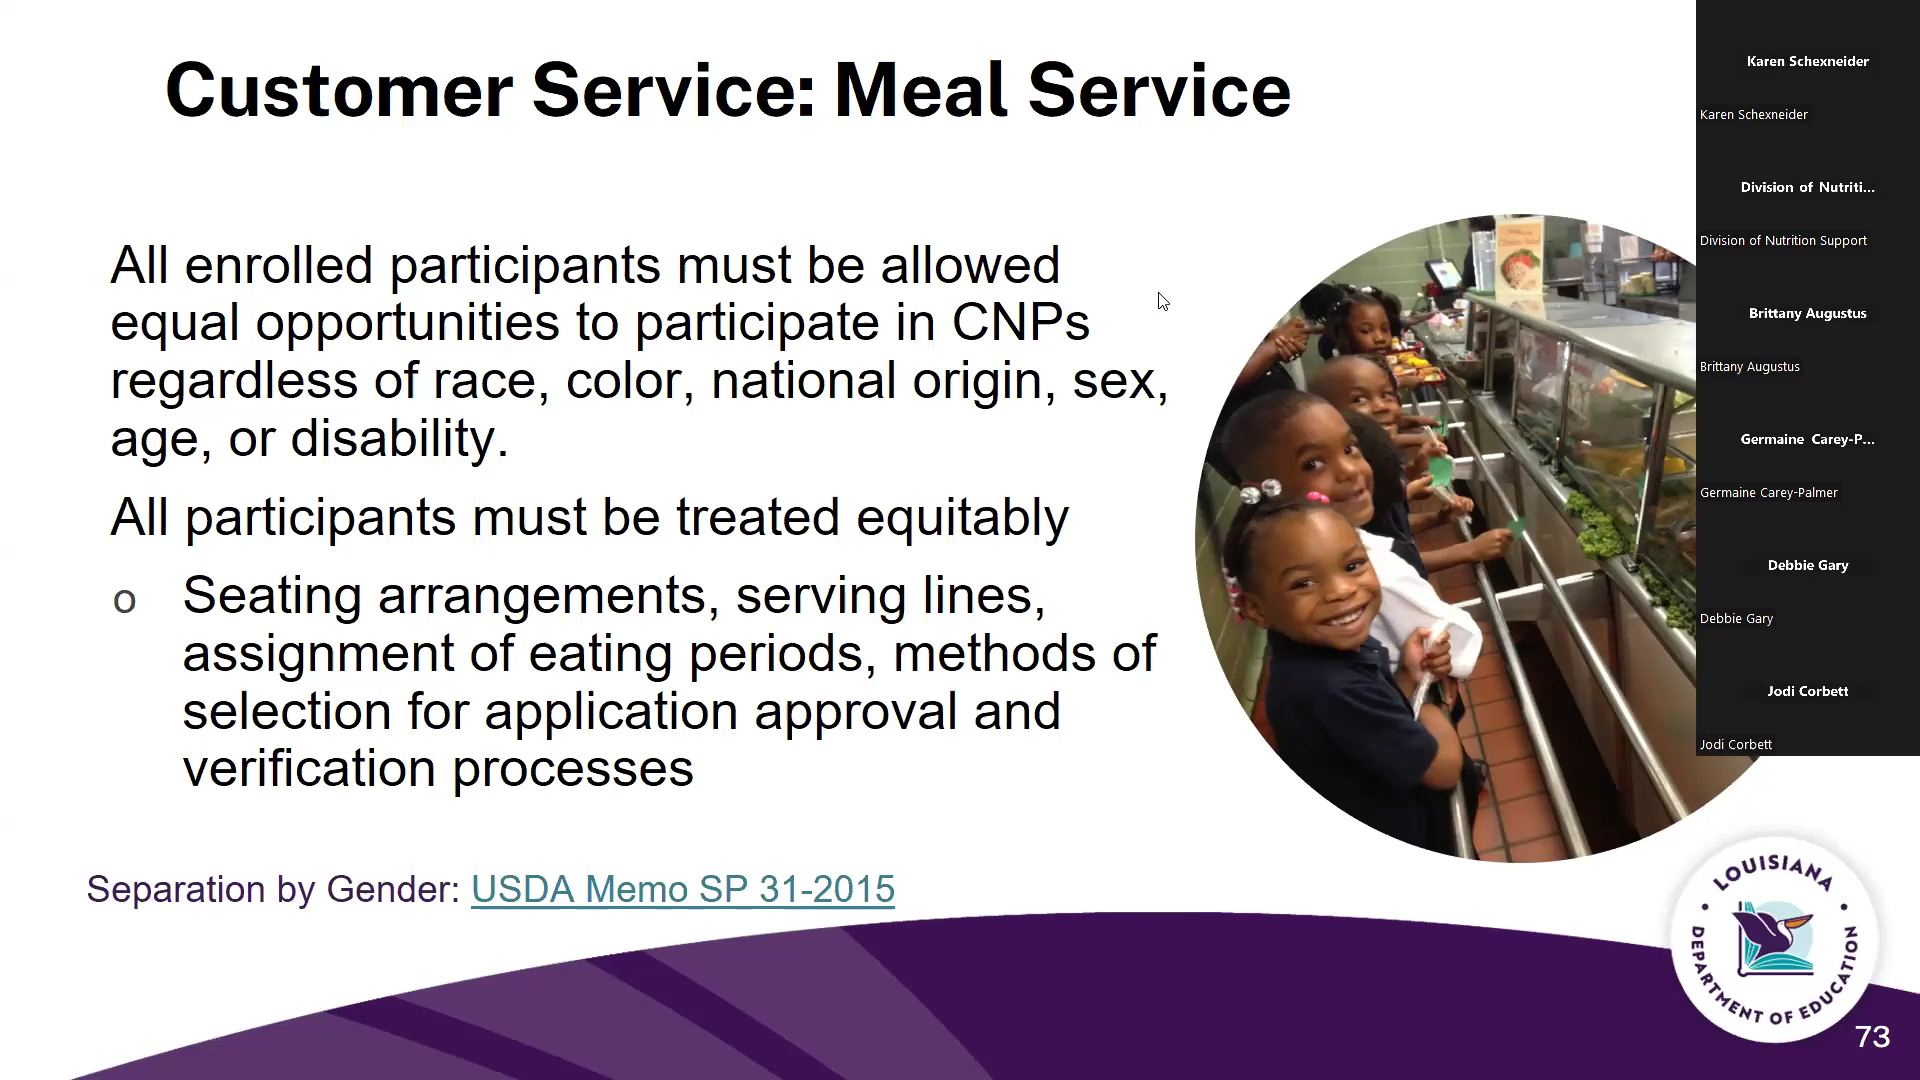 Customer Service: Meal Service
All enrolled participants must be allowed
equal opportunities to participate in CNPs
regardless of race, color, national origin, sex,
age, or disability.
All participants must be treated equitably
o Seating arrangements, serving lines,
assignment of eating periods, methods of
selection for application approval and
verification processes
Separation by Gender: USDA Memo SP 31-2015
Karen Schexneider
Karen Schexneider
Division of Nutriti...
Division of Nutrition Support
Brittany Augustus
Brittany Augustus
Germaine Carey-P...
Germaine Carey-Palmer
Debbie Gary
Debbie Gary
Jodi Corbett
Jodi Corbett
LOUISIANA
DEPARTMENT OF EDUCATION
73